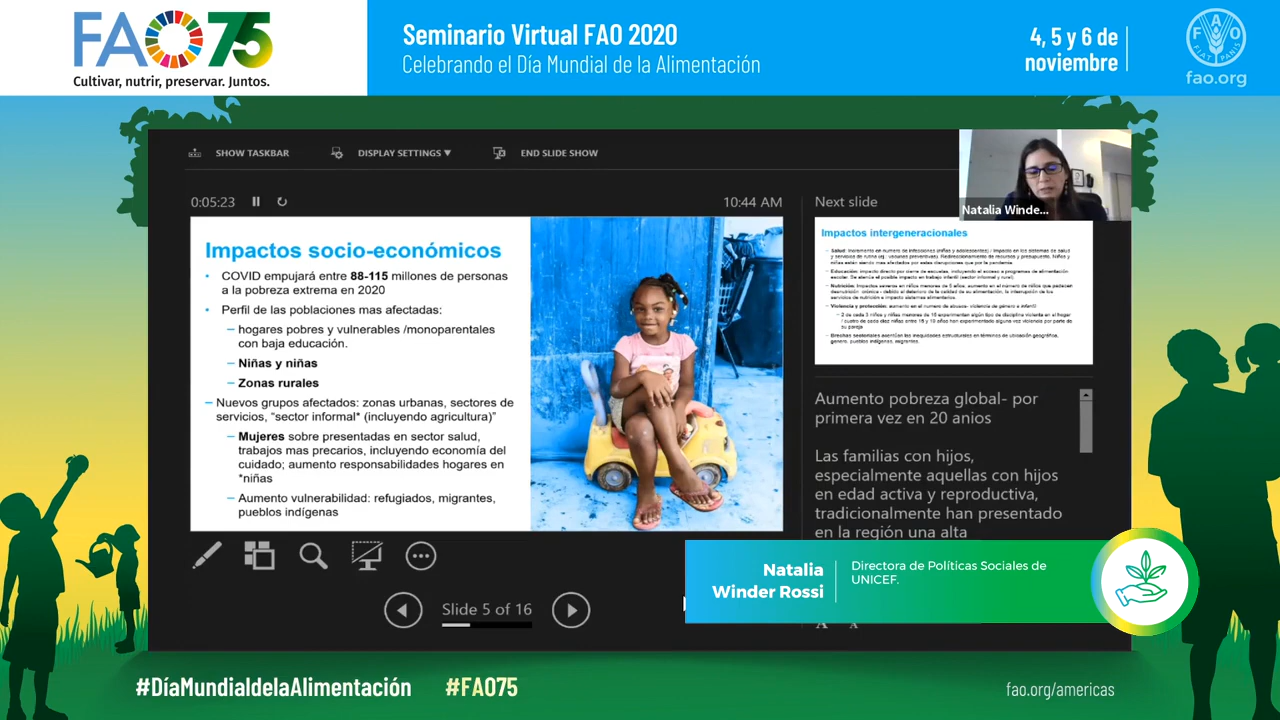 FAO75
Cultivar, nutrir, preservar. Juntos.
Seminario Virtual FAO 2020
Celebrando el Día Mundial de la Alimentación
4, 5 y 6 de
noviembre
FAO
FIAT PANIS
fao.org
SHOW TASKBAR
DISPLAY SETTINGS ▼
END SLIDE SHOW
Natalia Winde...
0:05:23
10:44 AM
Next slide
Impactos socio-económicos
• COVID empujará entre 88-115 millones de personas
a la pobreza extrema en 2020
• Perfil de las poblaciones mas afectadas:
– hogares pobres y vulnerables /monoparentales
con baja educación.
– Niñas y niñas
– Zonas rurales
– Nuevos grupos afectados: zonas urbanas, sectores de
servicios, "sector informal* (incluyendo agricultura)"
– Mujeres sobre presentadas en sector salud,
trabajos mas precarios, incluyendo economía del
cuidado; aumento responsabilidades hogares en
*niñas
– Aumento vulnerabilidad: refugiados, migrantes,
pueblos indígenas
Impactos intergeneracionales
Aumento pobreza global- por
primera vez en 20 anios
Las familias con hijos,
especialmente aquellas con hijos
en edad activa y reproductiva,
tradicionalmente han presentado
en la región una alta
Slide 5 of 16
Natalia
Winder Rossi
Directora de Políticas Sociales de
UNICEF.
A A
#DíaMundialdelaAlimentación
#FAO75
fao.org/americas